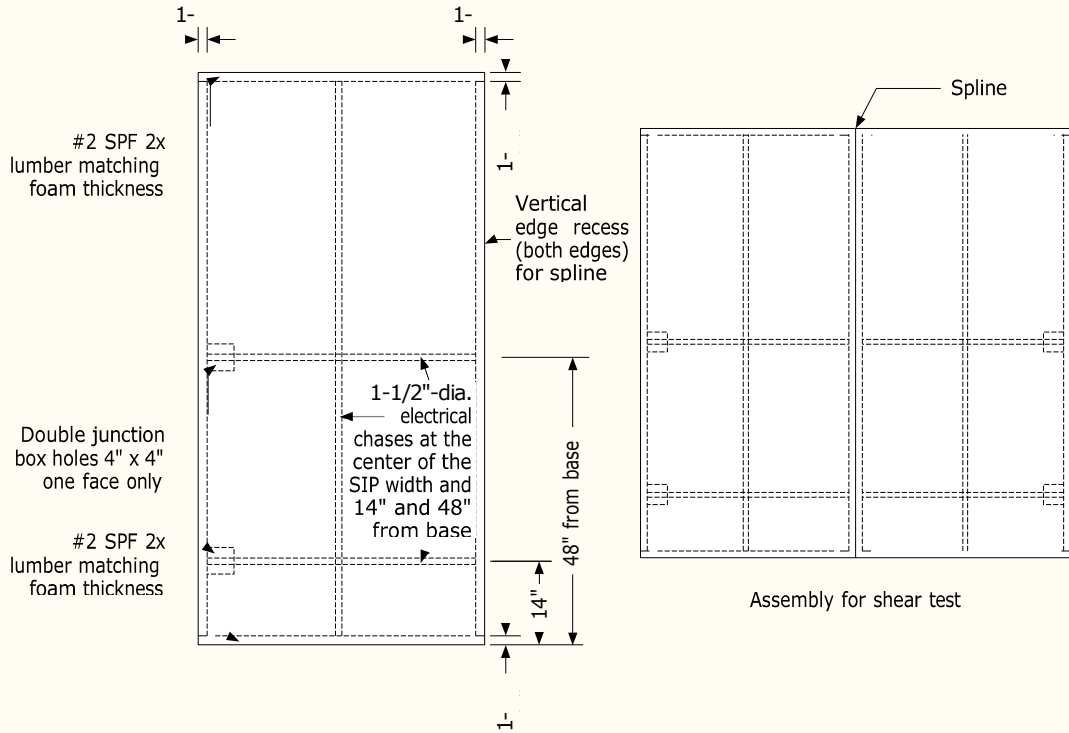 1-
1-
#2 SPF 2x
lumber matching
foam thickness
1-
Vertical
edge recess
(both edges)
for spline
Double junction
box holes 4" x 4"
one face only
1-1/2"-dia.
electrical
chases at the
center of the
SIP width and
14" and 48"
from base
#2 SPF 2x
lumber matching
foam thickness
14"
48" from base
1-
Spline
Assembly for shear test